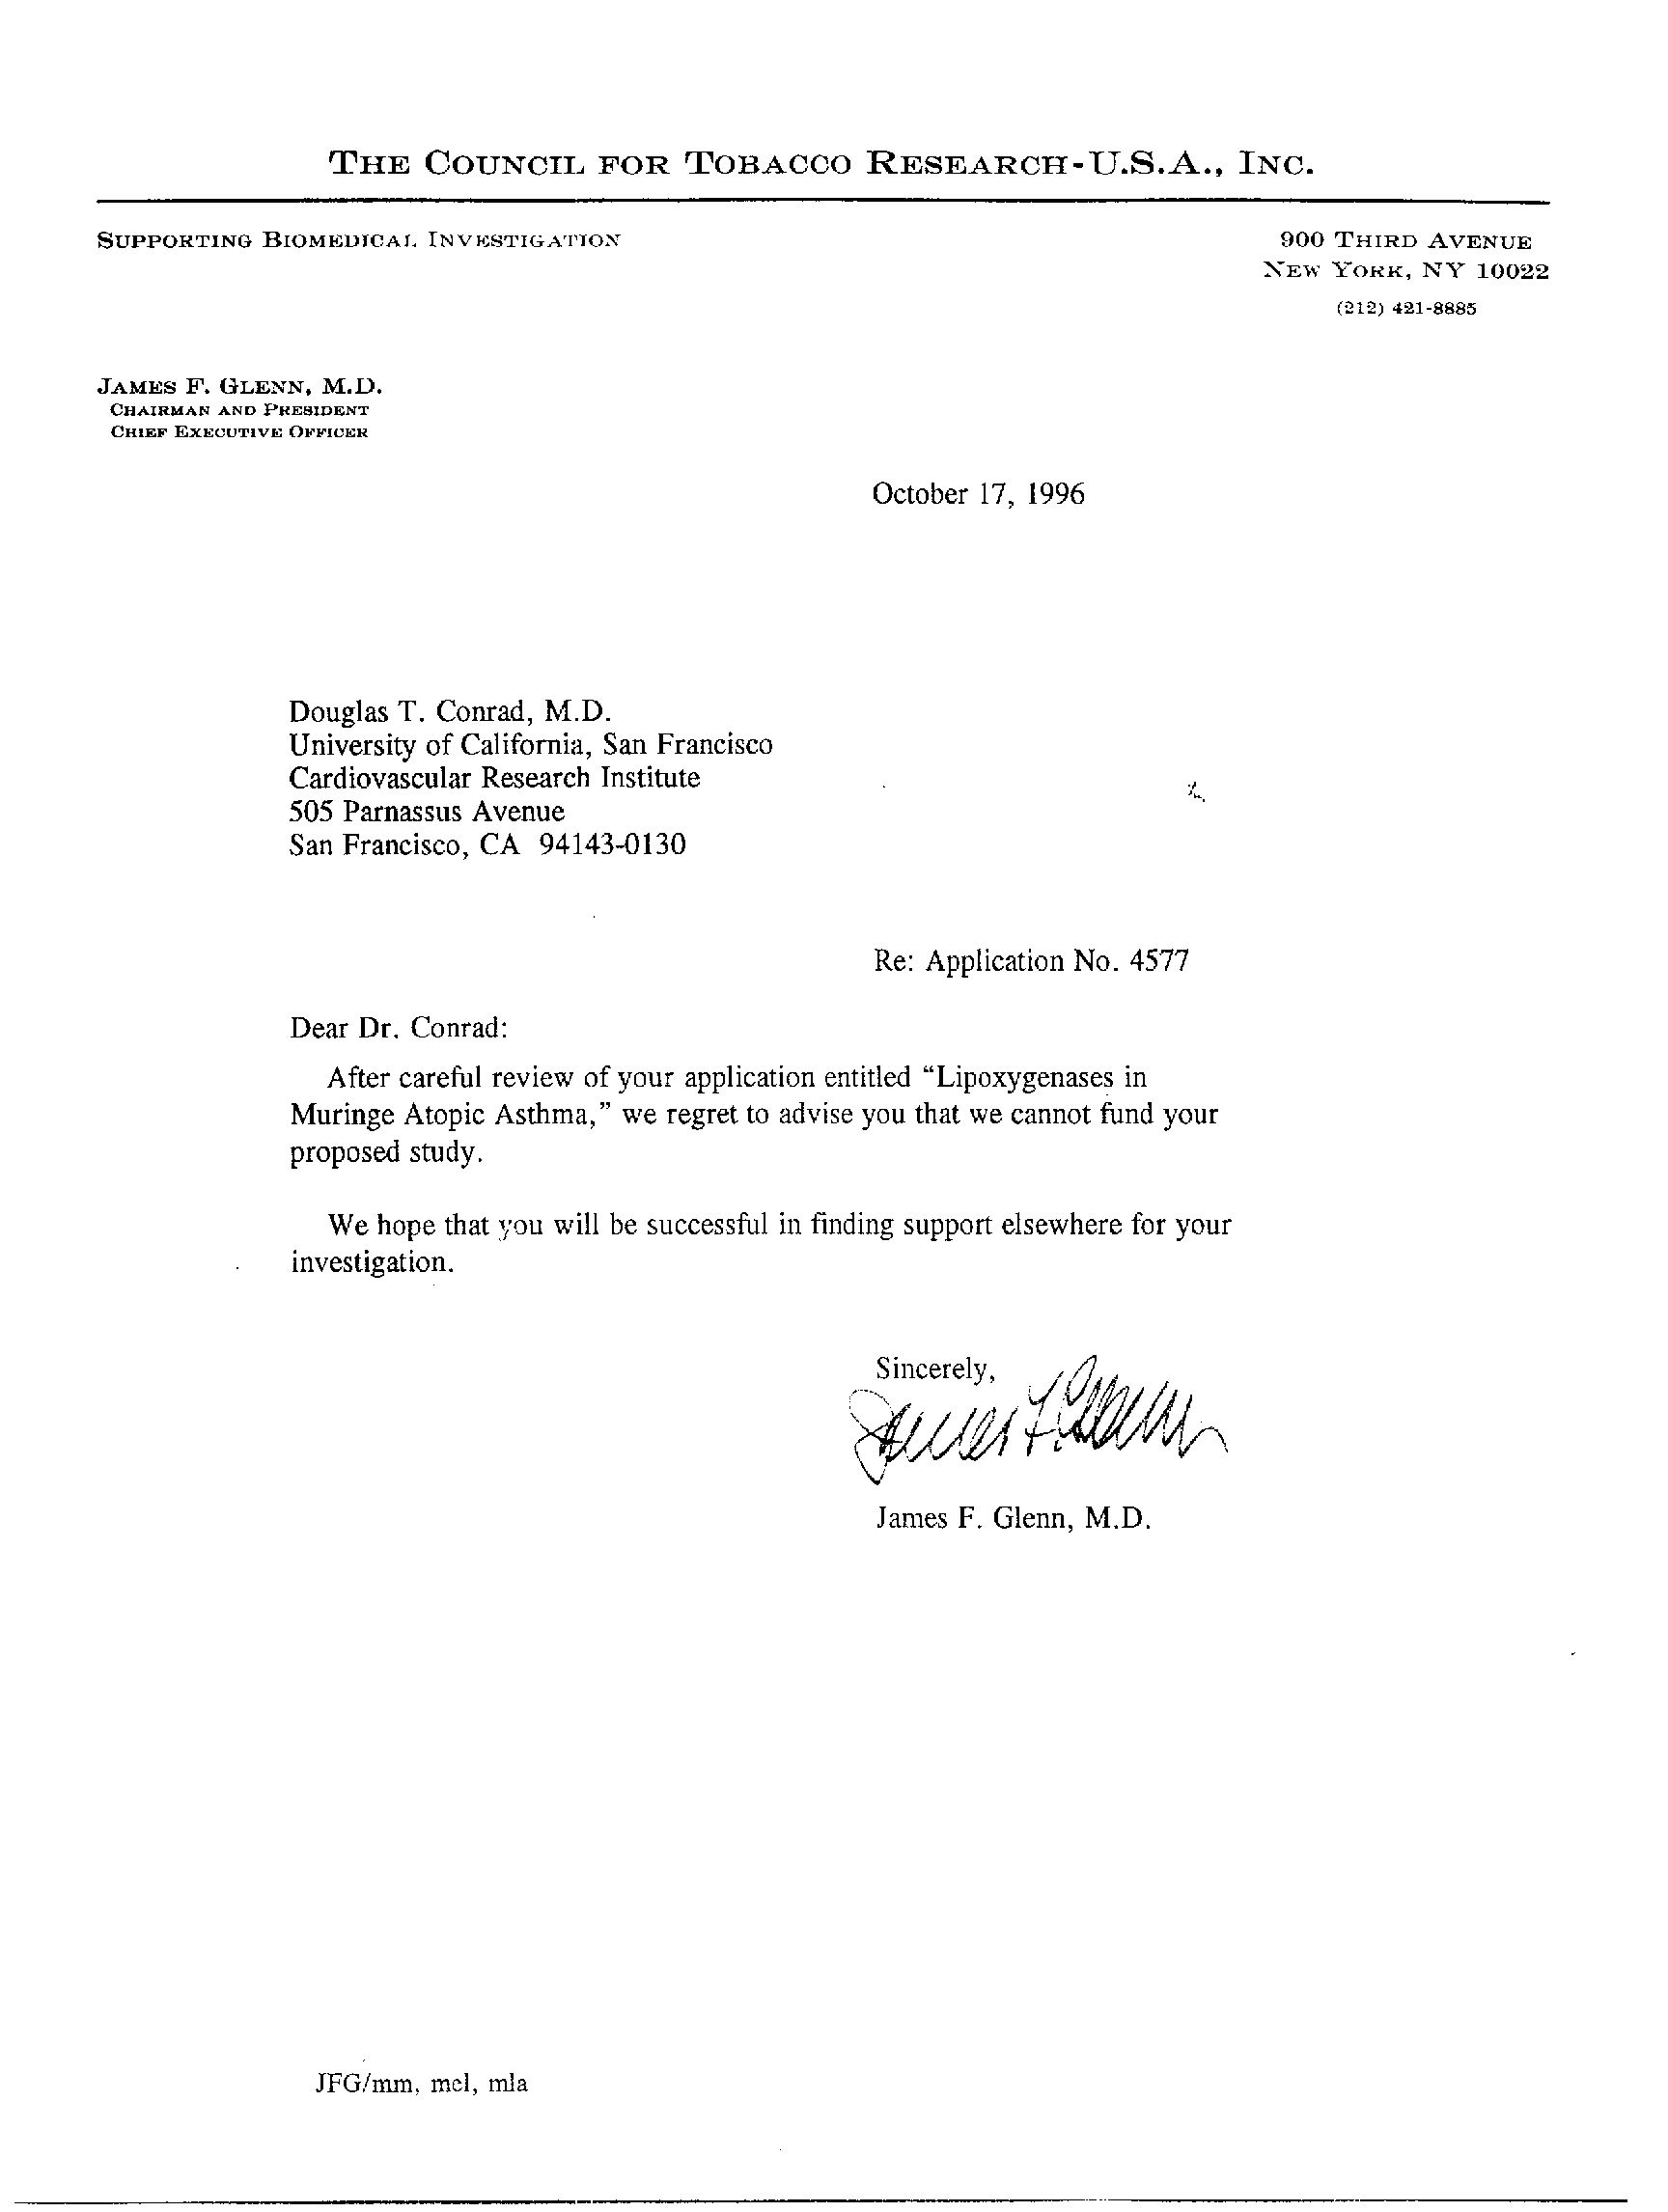 THE COUNCIL FOR TOBACCO RESEARCH-U.S.A., INC.
SUPPORTING BIOMEDICAL INVESTIGATION
900 THIRD AVENUE
NEW YORK, NY 10022
(212) 421-8885
JAMES F. GLENN, M.D.
CHAIRMAN AND PRESIDENT
CHIEF EXECUTIVE OFFICER
October 17, 1996
Douglas T. Conrad, M.D.
University of California, San Francisco
Cardiovascular Research Institute
505 Parnassus Avenue
San Francisco, CA 94143-0130
Re: Application No. 4577
Dear Dr. Conrad:
After careful review of your application entitled “Lipoxygenases in
Muringe Atopic Asthma,” we regret to advise you that we cannot fund your
proposed study.
We hope that you will be successful in finding support elsewhere for your
investigation.
Sincerely,
James F. Glenn
James F. Glenn, M.D.
JFG/mm, mel, mla